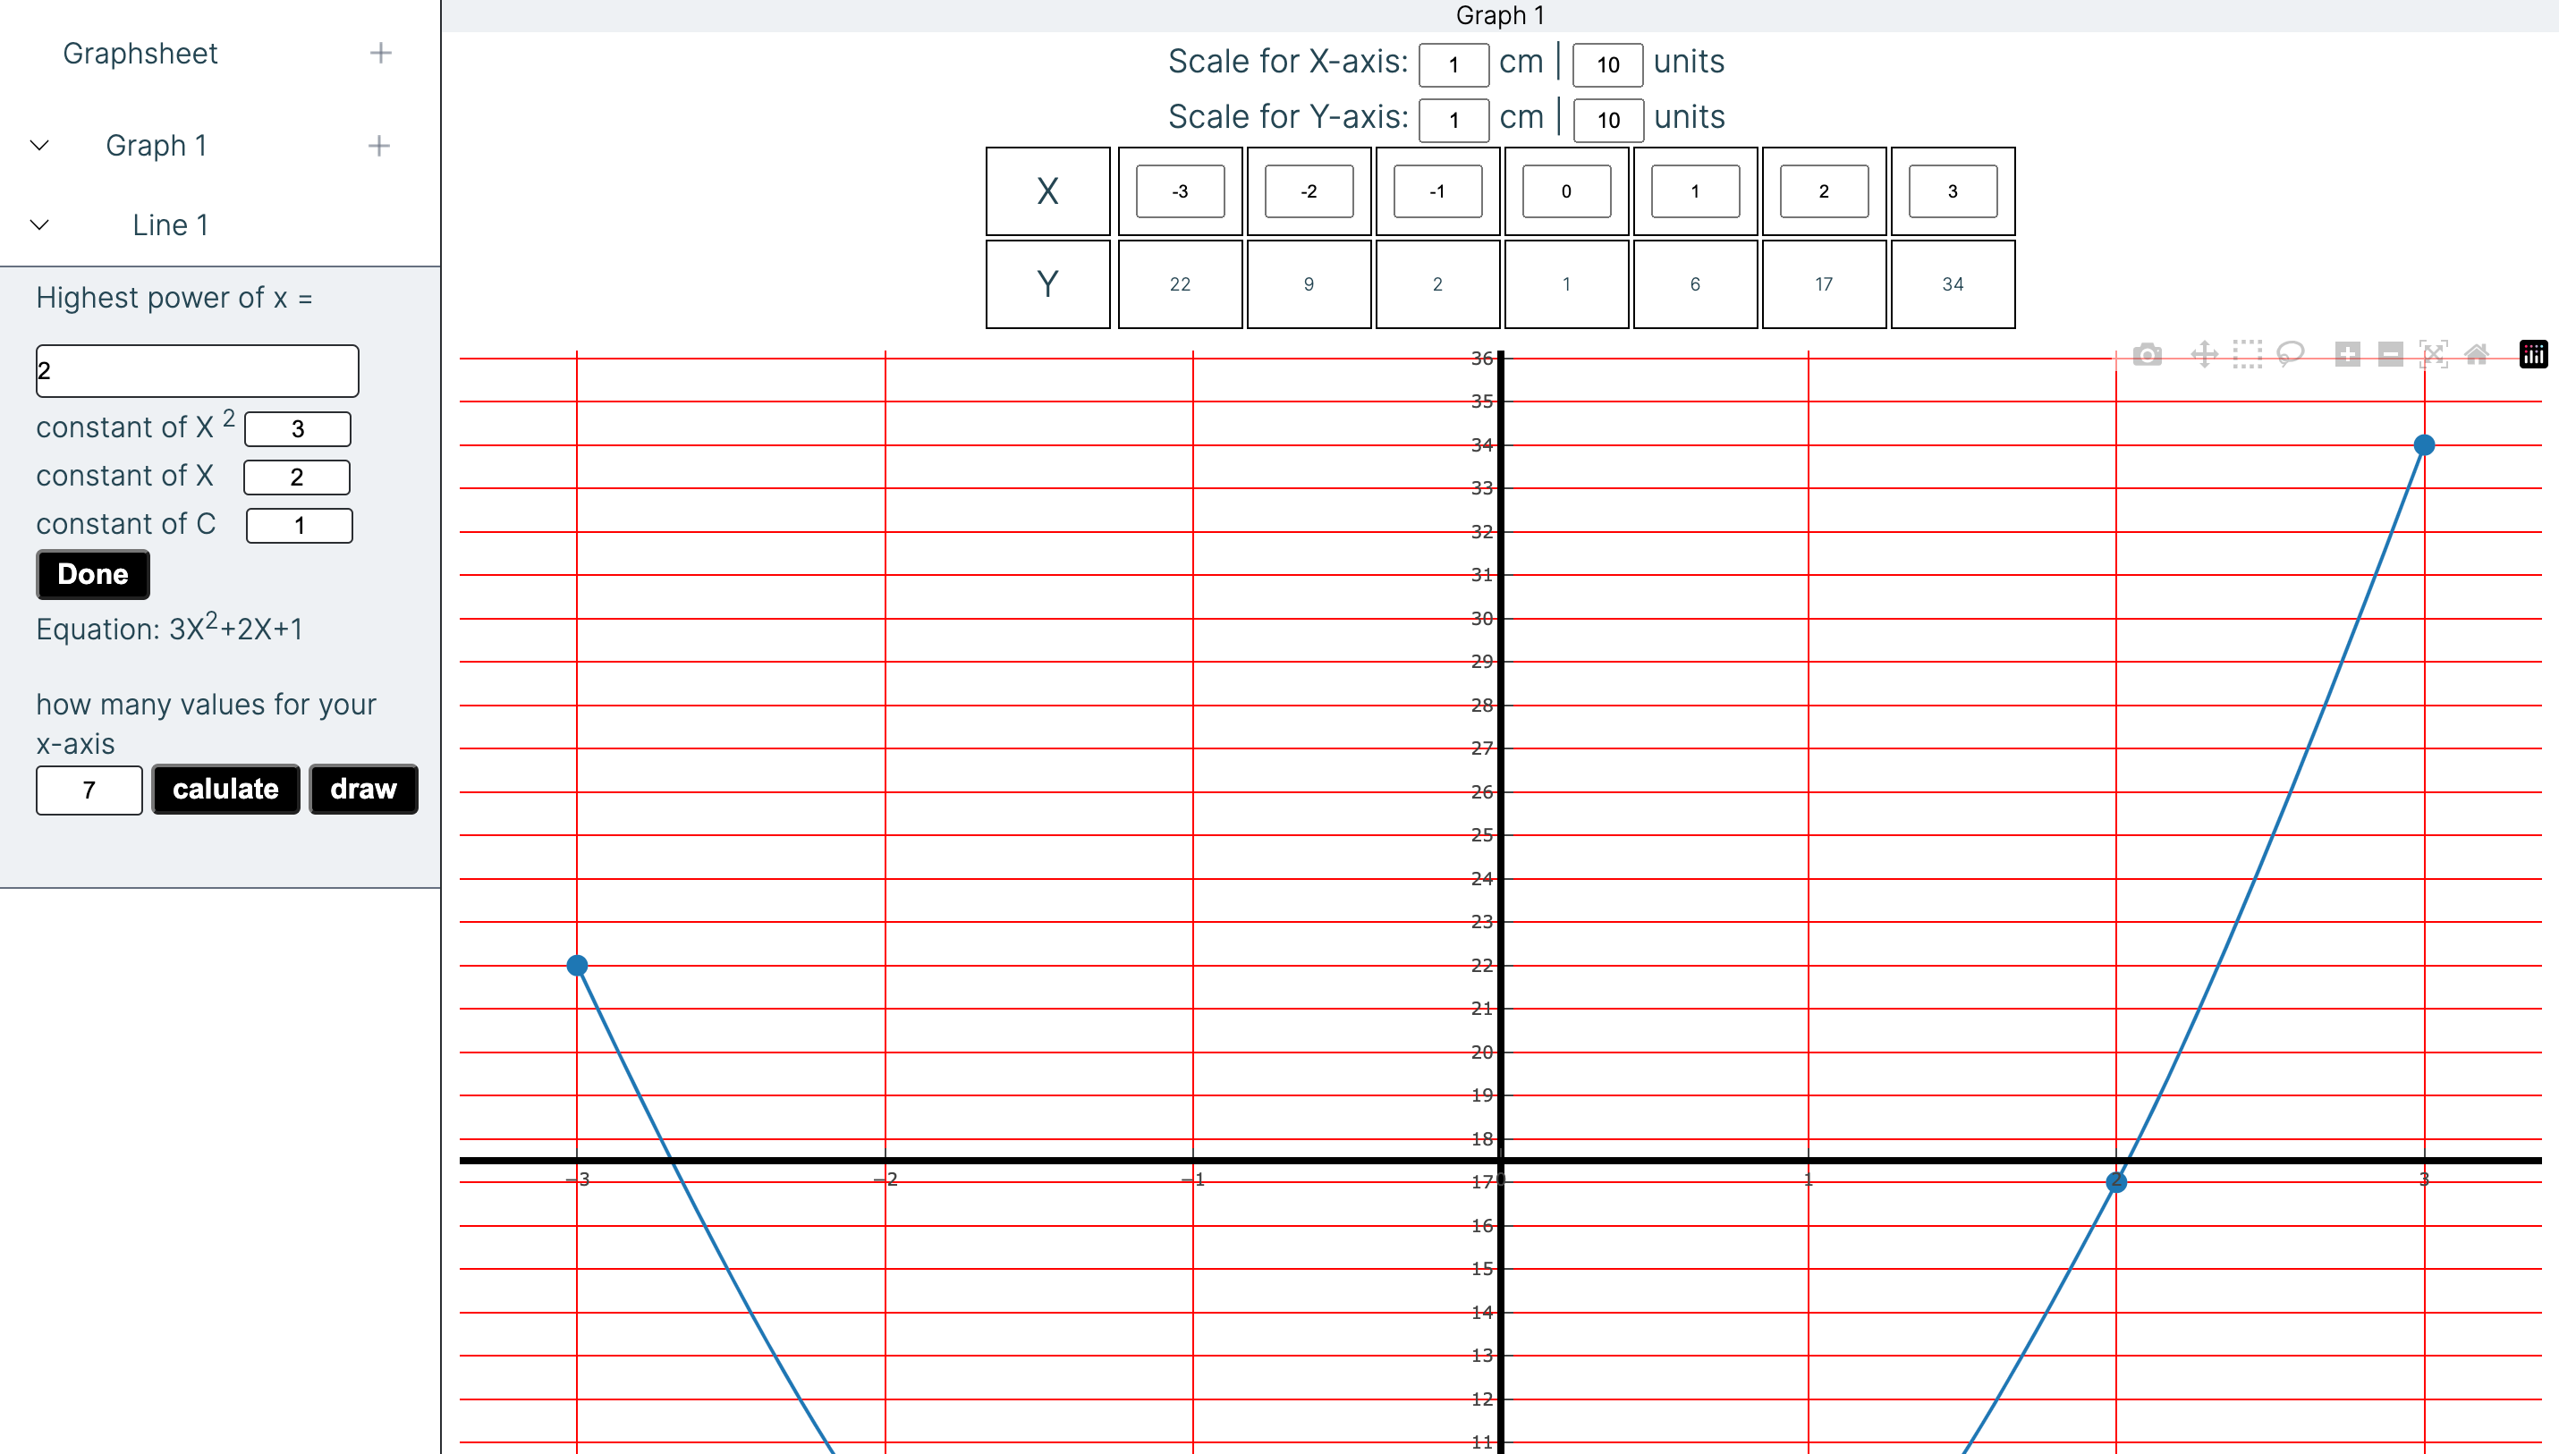 Graphsheet +
Graph 1 +
Line 1
Highest power of x =
2
constant of X 2 3
constant of X 2
constant of C 1
Done
Equation: 3X2+2X+1
how many values for your
x-axis
7 calulate draw
Graph 1
Scale for X-axis: 1 cm | 10 units
Scale for Y-axis: 1 cm | 10 units
X -3 -2 -1 0 1 2 3
Y 22 9 2 1 6 17 34
36
35
34
33
32
31
30
29
28
27
26
25
24
23
22
21
20
19
18
−3 −2 −1 0 1 2 3
17
16
15
14
13
12
11